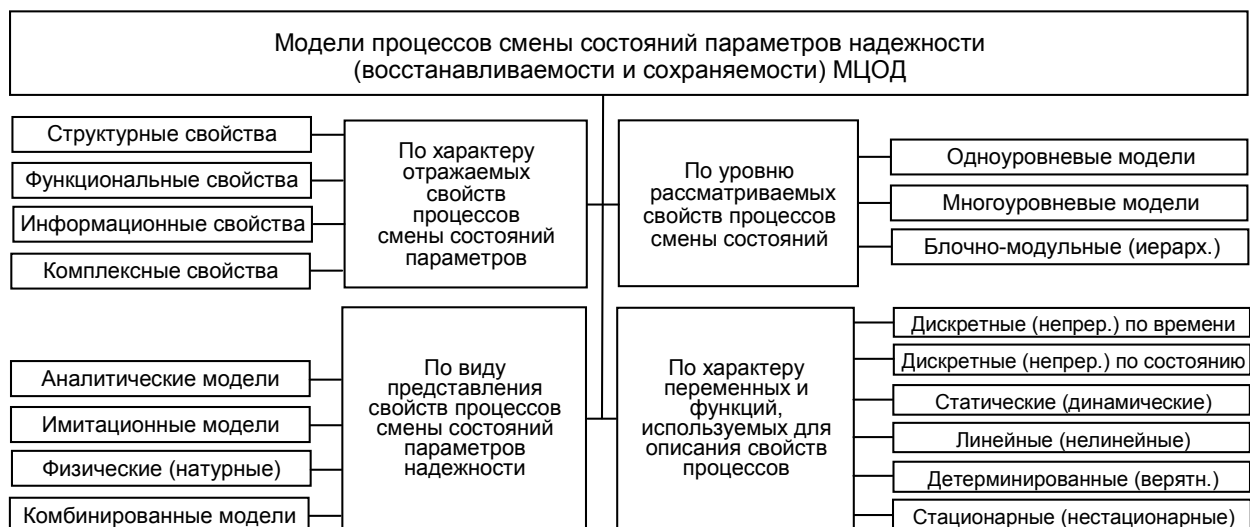 Модели процессов смены состояний параметров надежности
(восстанавливаемости и сохраняемости) МЦОД
Структурные свойства
Функциональные свойства
Информационные свойства
Комплексные свойства
По характеру
отражаемых
свойств
процессов
смены состояний
параметров
По уровню
рассматриваемых
свойств процессов
смены состояний
Одноуровневые модели
Многоуровневые модели
Блочно-модульные (иерарх.)
Аналитические модели
Имитационные модели
Физические (натурные)
Комбинированные модели
По виду
представления
свойств процессов
смены состояний
параметров
надежности
По характеру
переменных и
функций,
используемых для
описания свойств
процессов
Дискретные (непрер.) по времени
Дискретные (непрер.) по состоянию
Статические (динамические)
Линейные (нелинейные)
Детерминированные (верятн.)
Стационарные (нестационарные)